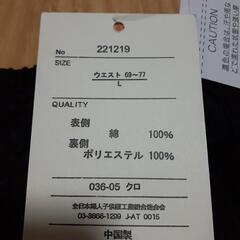 No 221219
SIZE
ウエスト 69~77
L
QUALITY
表側
綿 100%
裏側
ポリエステル 100%
036-05 クロ
全日本婦人子供服工業組合連合会
03-3666-1299 J-AT 0015
中国製
CAUTION